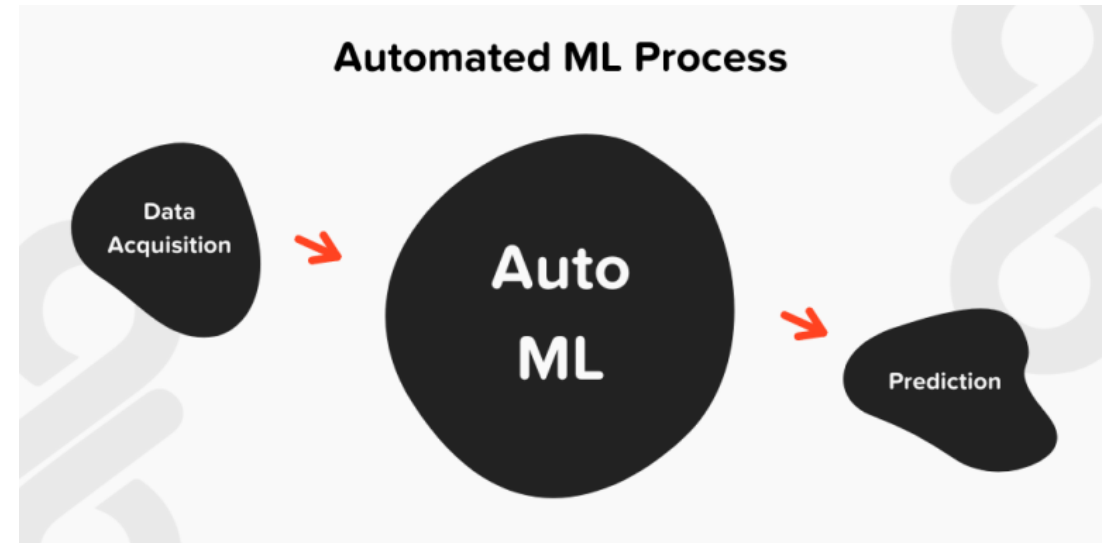 Automated ML Process
Data
Acquisition
Auto
ML
Prediction